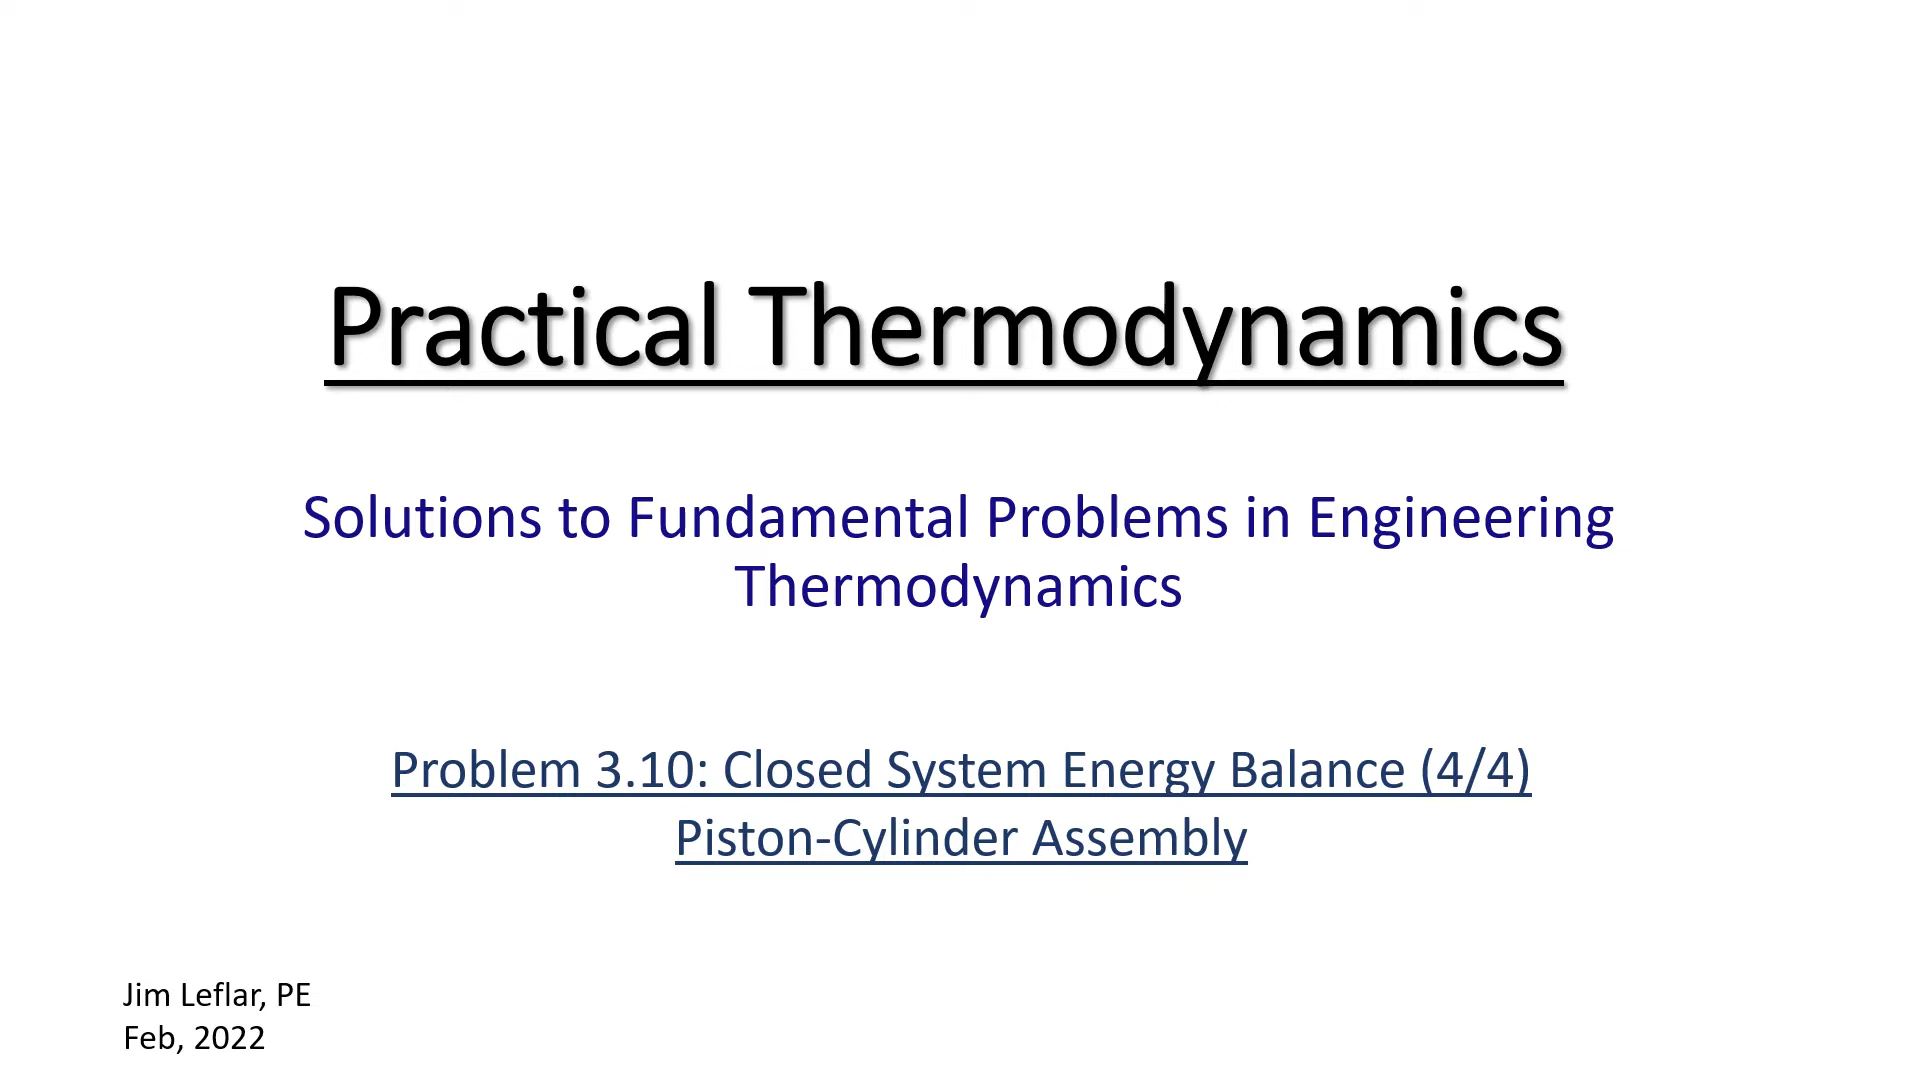 Practical Thermodynamics
Solutions to Fundamental Problems in Engineering
Thermodynamics
Problem 3.10: Closed System Energy Balance (4/4)
Piston-Cylinder Assembly
Jim Leflar, PE
Feb, 2022